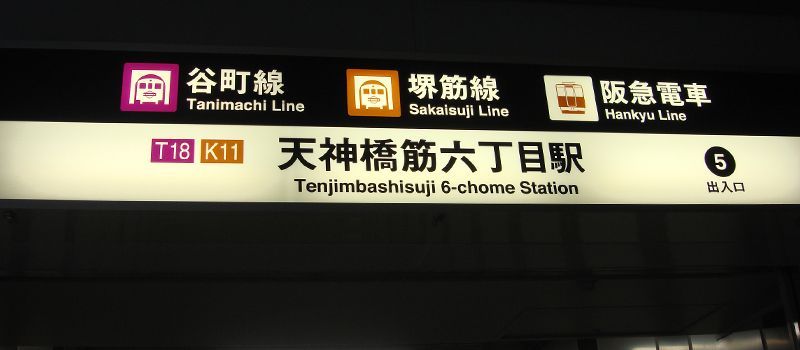 谷町線
Tanimachi Line
堺筋線
Sakaisuji Line
阪急電車
Hankyu Line
T18 K11
天神橋筋六丁目駅
Tenjimbashisuji 6-chome Station
5
出入口